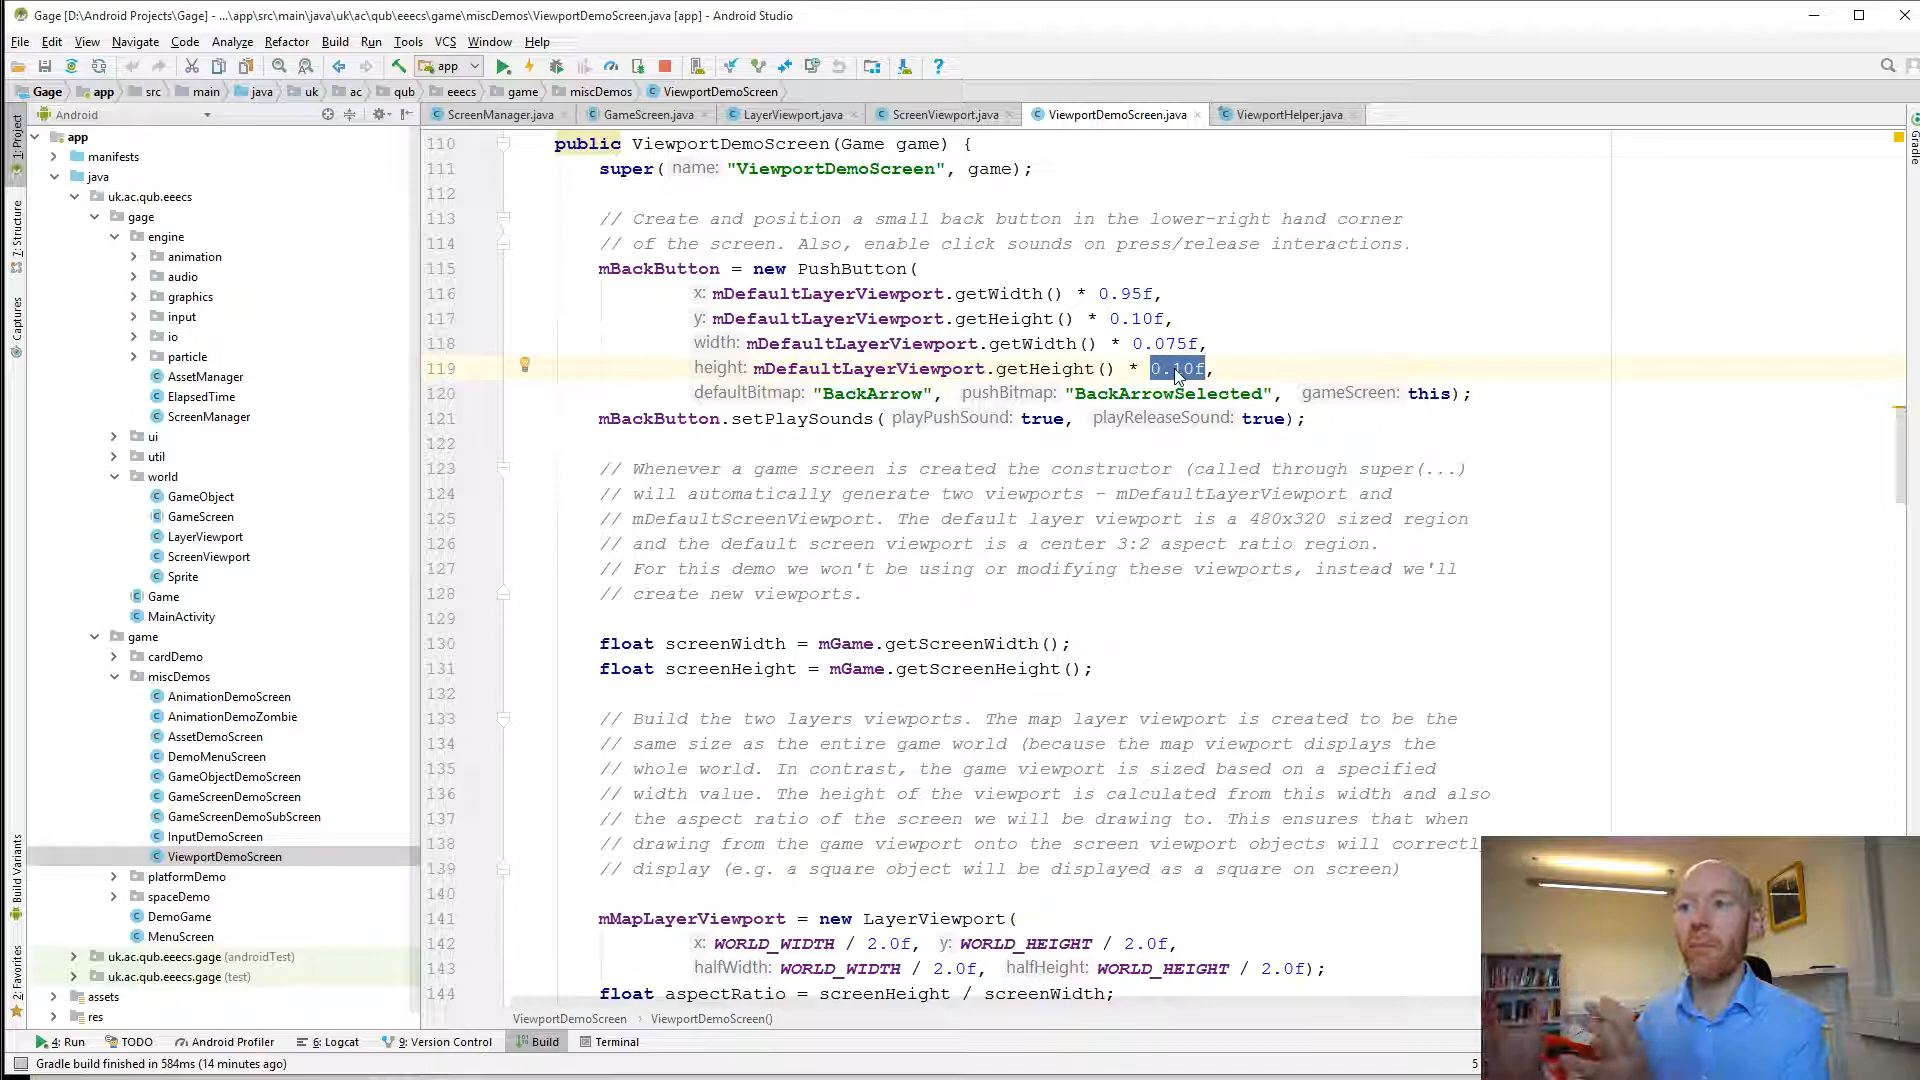 Gage [D:\Android Projects\Gage] - ...\app\src\main\java\uk\ac\qub\eeecs\game\miscDemos\ViewportDemoScreen.java [app] - Android Studio
File Edit View Navigate Code Analyze Refactor Build Run Tools VCS Window Help
app
Gage app src main java uk ac qub eeecs game miscDemos ViewportDemoScreen
Android
ScreenManager.java GameScreen.java LayerViewport.java ScreenViewport.java ViewportDemoScreen.java ViewportHelper.java
1: Project
7: Structure
Captures
Build Variants
2: Favorites
Gradle
app
manifests
java
uk.ac.qub.eeecs
gage
engine
animation
audio
graphics
input
io
particle
AssetManager
ElapsedTime
ScreenManager
ui
util
world
GameObject
GameScreen
LayerViewport
ScreenViewport
Sprite
Game
MainActivity
game
cardDemo
miscDemos
AnimationDemoScreen
AnimationDemoZombie
AssetDemoScreen
DemoMenuScreen
GameObjectDemoScreen
GameScreenDemoScreen
GameScreenDemoSubScreen
InputDemoScreen
ViewportDemoScreen
platformDemo
spaceDemo
DemoGame
MenuScreen
uk.ac.qub.eeecs.gage (androidTest)
uk.ac.qub.eeecs.gage (test)
assets
res
110 public ViewportDemoScreen(Game game) {
111 super( name: "ViewportDemoScreen", game);
112
113 // Create and position a small back button in the lower-right hand corner
114 // of the screen. Also, enable click sounds on press/release interactions.
115 mBackButton = new PushButton(
116 x: mDefaultLayerViewport.getWidth() * 0.95f,
117 y: mDefaultLayerViewport.getHeight() * 0.10f,
118 width: mDefaultLayerViewport.getWidth() * 0.075f,
119 height: mDefaultLayerViewport.getHeight() * 0.10f,
120 defaultBitmap: "BackArrow", pushBitmap: "BackArrowSelected", gameScreen: this);
121 mBackButton.setPlaySounds( playPushSound: true, playReleaseSound: true);
122
123 // Whenever a game screen is created the constructor (called through super(...)
124 // will automatically generate two viewports - mDefaultLayerViewport and
125 // mDefaultScreenViewport. The default layer viewport is a 480x320 sized region
126 // and the default screen viewport is a center 3:2 aspect ratio region.
127 // For this demo we won't be using or modifying these viewports, instead we'll
128 // create new viewports.
129
130 float screenWidth = mGame.getScreenWidth();
131 float screenHeight = mGame.getScreenHeight();
132
133 // Build the two layers viewports. The map layer viewport is created to be the
134 // same size as the entire game world (because the map viewport displays the
135 // whole world. In contrast, the game viewport is sized based on a specified
136 // width value. The height of the viewport is calculated from this width and also
137 // the aspect ratio of the screen we will be drawing to. This ensures that when
138 // drawing from the game viewport onto the screen viewport objects will correctl
139 // display (e.g. a square object will be displayed as a square on screen)
140
141 mMapLayerViewport = new LayerViewport(
142 x: WORLD_WIDTH / 2.0f, y: WORLD_HEIGHT / 2.0f,
143 halfWidth: WORLD_WIDTH / 2.0f, halfHeight: WORLD_HEIGHT / 2.0f);
144 float aspectRatio = screenHeight / screenWidth;
ViewportDemoScreen ViewportDemoScreen()
4: Run TODO Android Profiler 6: Logcat 9: Version Control Build Terminal
Gradle build finished in 584ms (14 minutes ago)
5